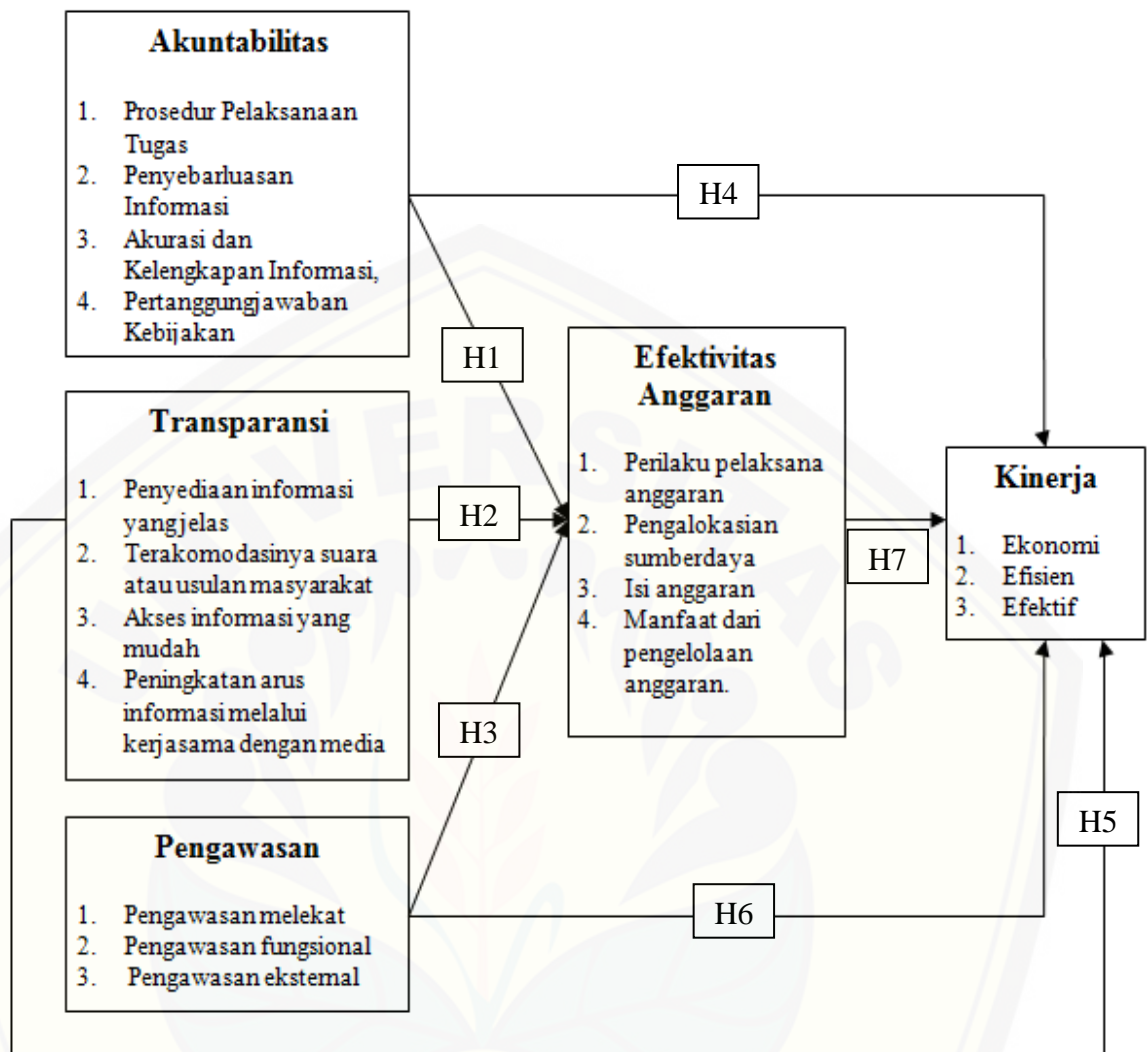 Akuntabilitas
1. Prosedur Pelaksanaan
Tugas
2. Penyebarluasan
Informasi
3. Akurasi dan
Kelengkapan Informasi,
4. Pertanggungjawaban
Kebijakan
H4
H1
Transparansi
1. Penyediaan informasi
yang jelas
2. Terakomodasinya suara
atau usulan masyarakat
3. Akses informasi yang
mudah
4. Peningkatan arus
informasi melalui
kerjasama dengan media
H2
Efektivitas
Anggaran
1. Perilaku pelaksana
anggaran
2. Pengalokasian
sumberdaya
3. Isi anggaran
4. Manfaat dari
pengelolaan
anggaran.
H7
Kinerja
1. Ekonomi
2. Efisien
3. Efektif
H3
H5
Pengawasan
1. Pengawasan melekat
2. Pengawasan fungsional
3. Pengawasan eksternal
H6
UNIVERSITAS